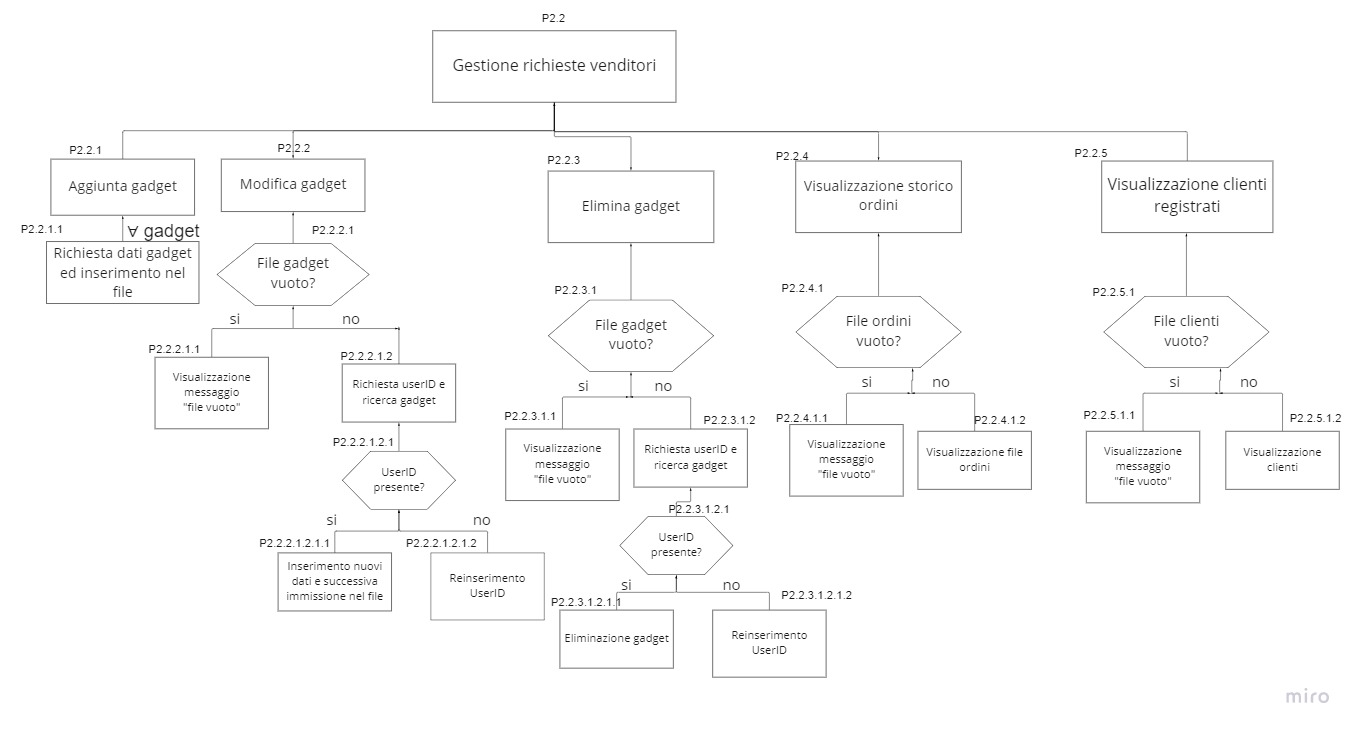 P2.2
Gestione richieste venditori
P2.2.1
Aggiunta gadget
P2.2.1.1
∀ gadget
Richiesta dati gadget
ed inserimento nel
file
P2.2.2
Modifica gadget
P2.2.2.1
File gadget
vuoto?
si
no
P2.2.2.1.1
Visualizzazione
messaggio
"file vuoto"
P2.2.2.1.2
Richiesta userID e
ricerca gadget
P2.2.2.1.2.1
UserID
presente?
si
no
P2.2.2.1.2.1.1
Inserimento nuovi
dati e successiva
immissione nel file
P2.2.2.1.2.1.2
Reinserimento
UserID
P2.2.3
Elimina gadget
P2.2.3.1
File gadget
vuoto?
si
no
P2.2.3.1.1
Visualizzazione
messaggio
"file vuoto"
P2.2.3.1.2
Richiesta userID e
ricerca gadget
P2.2.3.1.2.1
UserID
presente?
si
no
P2.2.3.1.2.1.1
Eliminazione gadget
P2.2.3.1.2.1.2
Reinserimento
UserID
P2.2.4
Visualizzazione storico
ordini
P2.2.4.1
File ordini
vuoto?
si
no
P2.2.4.1.1
Visualizzazione
messaggio
"file vuoto"
P2.2.4.1.2
Visualizzazione file
ordini
P2.2.5
Visualizzazione clienti
registrati
P2.2.5.1
File clienti
vuoto?
si
no
P2.2.5.1.1
Visualizzazione
messaggio
"file vuoto"
P2.2.5.1.2
Visualizzazione
clienti
miro